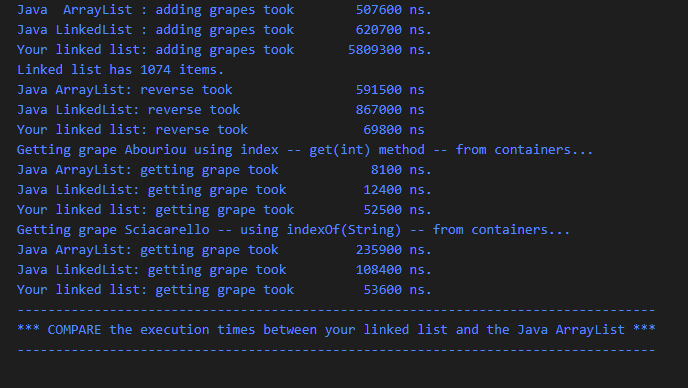 Java  ArrayList : adding grapes took        507600 ns.
Java LinkedList : adding grapes took        620700 ns.
Your linked list: adding grapes took       5809300 ns.
Linked list has 1074 items.
Java ArrayList: reverse took                591500 ns
Java LinkedList: reverse took               867000 ns
Your linked list: reverse took               69800 ns
Getting grape Abouriou using index -- get(int) method -- from containers...
Java ArrayList: getting grape took            8100 ns.
Java LinkedList: getting grape took          12400 ns.
Your linked list: getting grape took         52500 ns.
Getting grape Sciacarello -- using indexOf(String) -- from containers...
Java ArrayList: getting grape took          235900 ns.
Java LinkedList: getting grape took         108400 ns.
Your linked list: getting grape took         53600 ns.
----------------------------------------------------------------------------------
*** COMPARE the execution times between your linked list and the Java ArrayList ***
----------------------------------------------------------------------------------